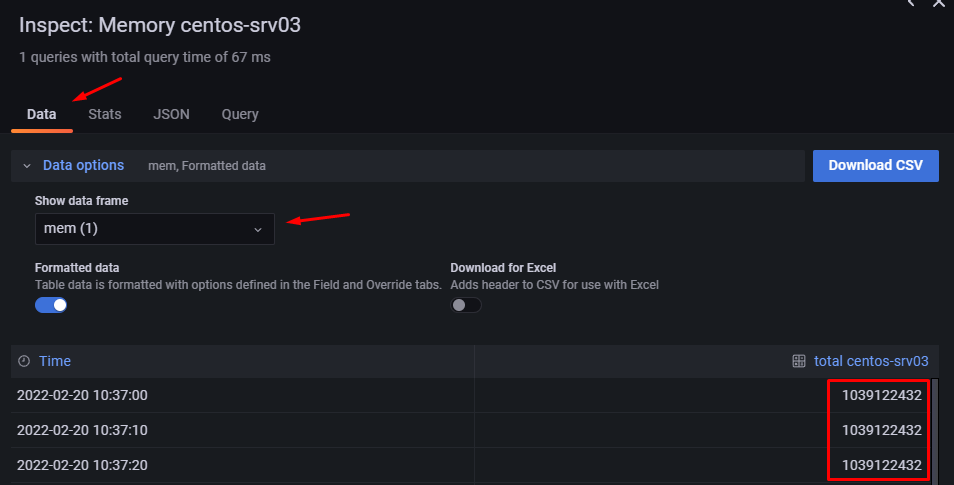 Inspect: Memory centos-srv03
1 queries with total query time of 67 ms
Data Stats JSON Query
Data options mem, Formatted data Download CSV
Show data frame
mem (1)
Formatted data Download for Excel
Table data is formatted with options defined in the Field and Override tabs. Adds header to CSV for use with Excel
Time total centos-srv03
2022-02-20 10:37:00 1039122432
2022-02-20 10:37:10 1039122432
2022-02-20 10:37:20 1039122432